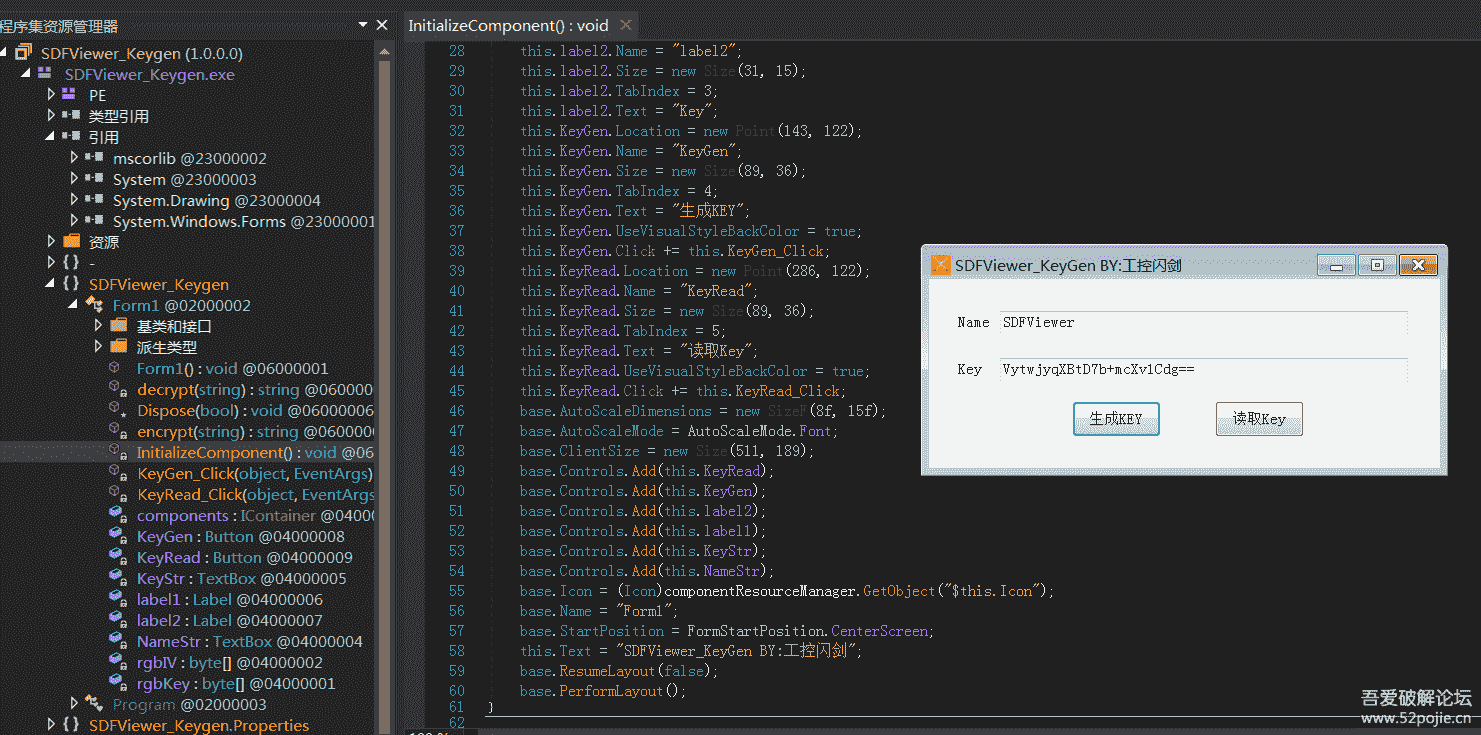 程序集资源管理器
SDFViewer_Keygen (1.0.0.0)
SDFViewer_Keygen.exe
PE
类型引用
引用
mscorlib @23000002
System @23000003
System.Drawing @23000004
System.Windows.Forms @23000001
资源
{ } -
{ } SDFViewer_Keygen
Form1 @02000002
基类和接口
派生类型
Form1() : void @06000001
decrypt(string) : string @060000
Dispose(bool) : void @06000006
encrypt(string) : string @060000
InitializeComponent() : void @06
KeyGen_Click(object, EventArgs)
KeyRead_Click(object, EventArgs
components : IContainer @0400
KeyGen : Button @04000008
KeyRead : Button @04000009
KeyStr : TextBox @04000005
label1 : Label @04000006
label2 : Label @04000007
NameStr : TextBox @04000004
rgbIV : byte[] @04000002
rgbKey : byte[] @04000001
Program @02000003
{ } SDFViewer_Keygen.Properties
InitializeComponent() : void
28 this.label2.Name = "label2";
29 this.label2.Size = new Size(31, 15);
30 this.label2.TabIndex = 3;
31 this.label2.Text = "Key";
32 this.KeyGen.Location = new Point(143, 122);
33 this.KeyGen.Name = "KeyGen";
34 this.KeyGen.Size = new Size(89, 36);
35 this.KeyGen.TabIndex = 4;
36 this.KeyGen.Text = "生成KEY";
37 this.KeyGen.UseVisualStyleBackColor = true;
38 this.KeyGen.Click += this.KeyGen_Click;
39 this.KeyRead.Location = new Point(286, 122);
40 this.KeyRead.Name = "KeyRead";
41 this.KeyRead.Size = new Size(89, 36);
42 this.KeyRead.TabIndex = 5;
43 this.KeyRead.Text = "读取Key";
44 this.KeyRead.UseVisualStyleBackColor = true;
45 this.KeyRead.Click += this.KeyRead_Click;
46 base.AutoScaleDimensions = new SizeF(8f, 15f);
47 base.AutoScaleMode = AutoScaleMode.Font;
48 base.ClientSize = new Size(511, 189);
49 base.Controls.Add(this.KeyRead);
50 base.Controls.Add(this.KeyGen);
51 base.Controls.Add(this.label2);
52 base.Controls.Add(this.label1);
53 base.Controls.Add(this.KeyStr);
54 base.Controls.Add(this.NameStr);
55 base.Icon = (Icon)componentResourceManager.GetObject("$this.Icon");
56 base.Name = "Form1";
57 base.StartPosition = FormStartPosition.CenterScreen;
58 this.Text = "SDFViewer_KeyGen BY:工控闪剑";
59 base.ResumeLayout(false);
60 base.PerformLayout();
61 }
62
SDFViewer_KeyGen BY:工控闪剑
Name SDFViewer
Key VytwjyqXBtD7b+mcXv1Cdg==
生成KEY 读取Key
吾爱破解论坛
www.52pojie.cn